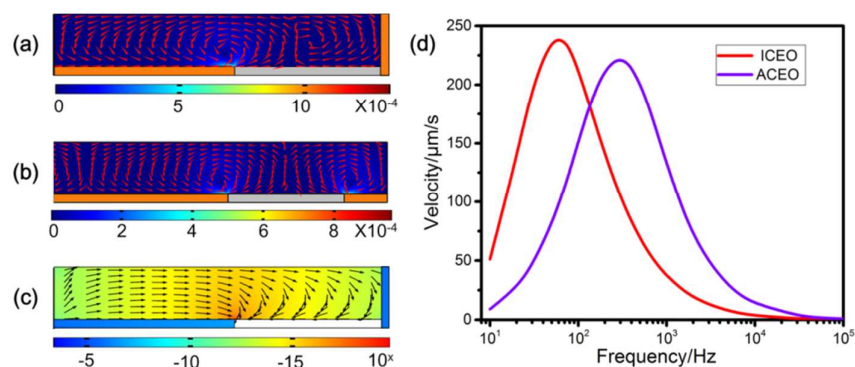 (a)
0 5 10 X10⁻⁴
(b)
0 2 4 6 8 X10⁻⁴
(c)
-5 -10 -15 10ˣ
(d)
250
200
150
100
50
0
Velocity/μm/s
ICEO
ACEO
10¹ 10² 10³ 10⁴ 10⁵
Frequency/Hz